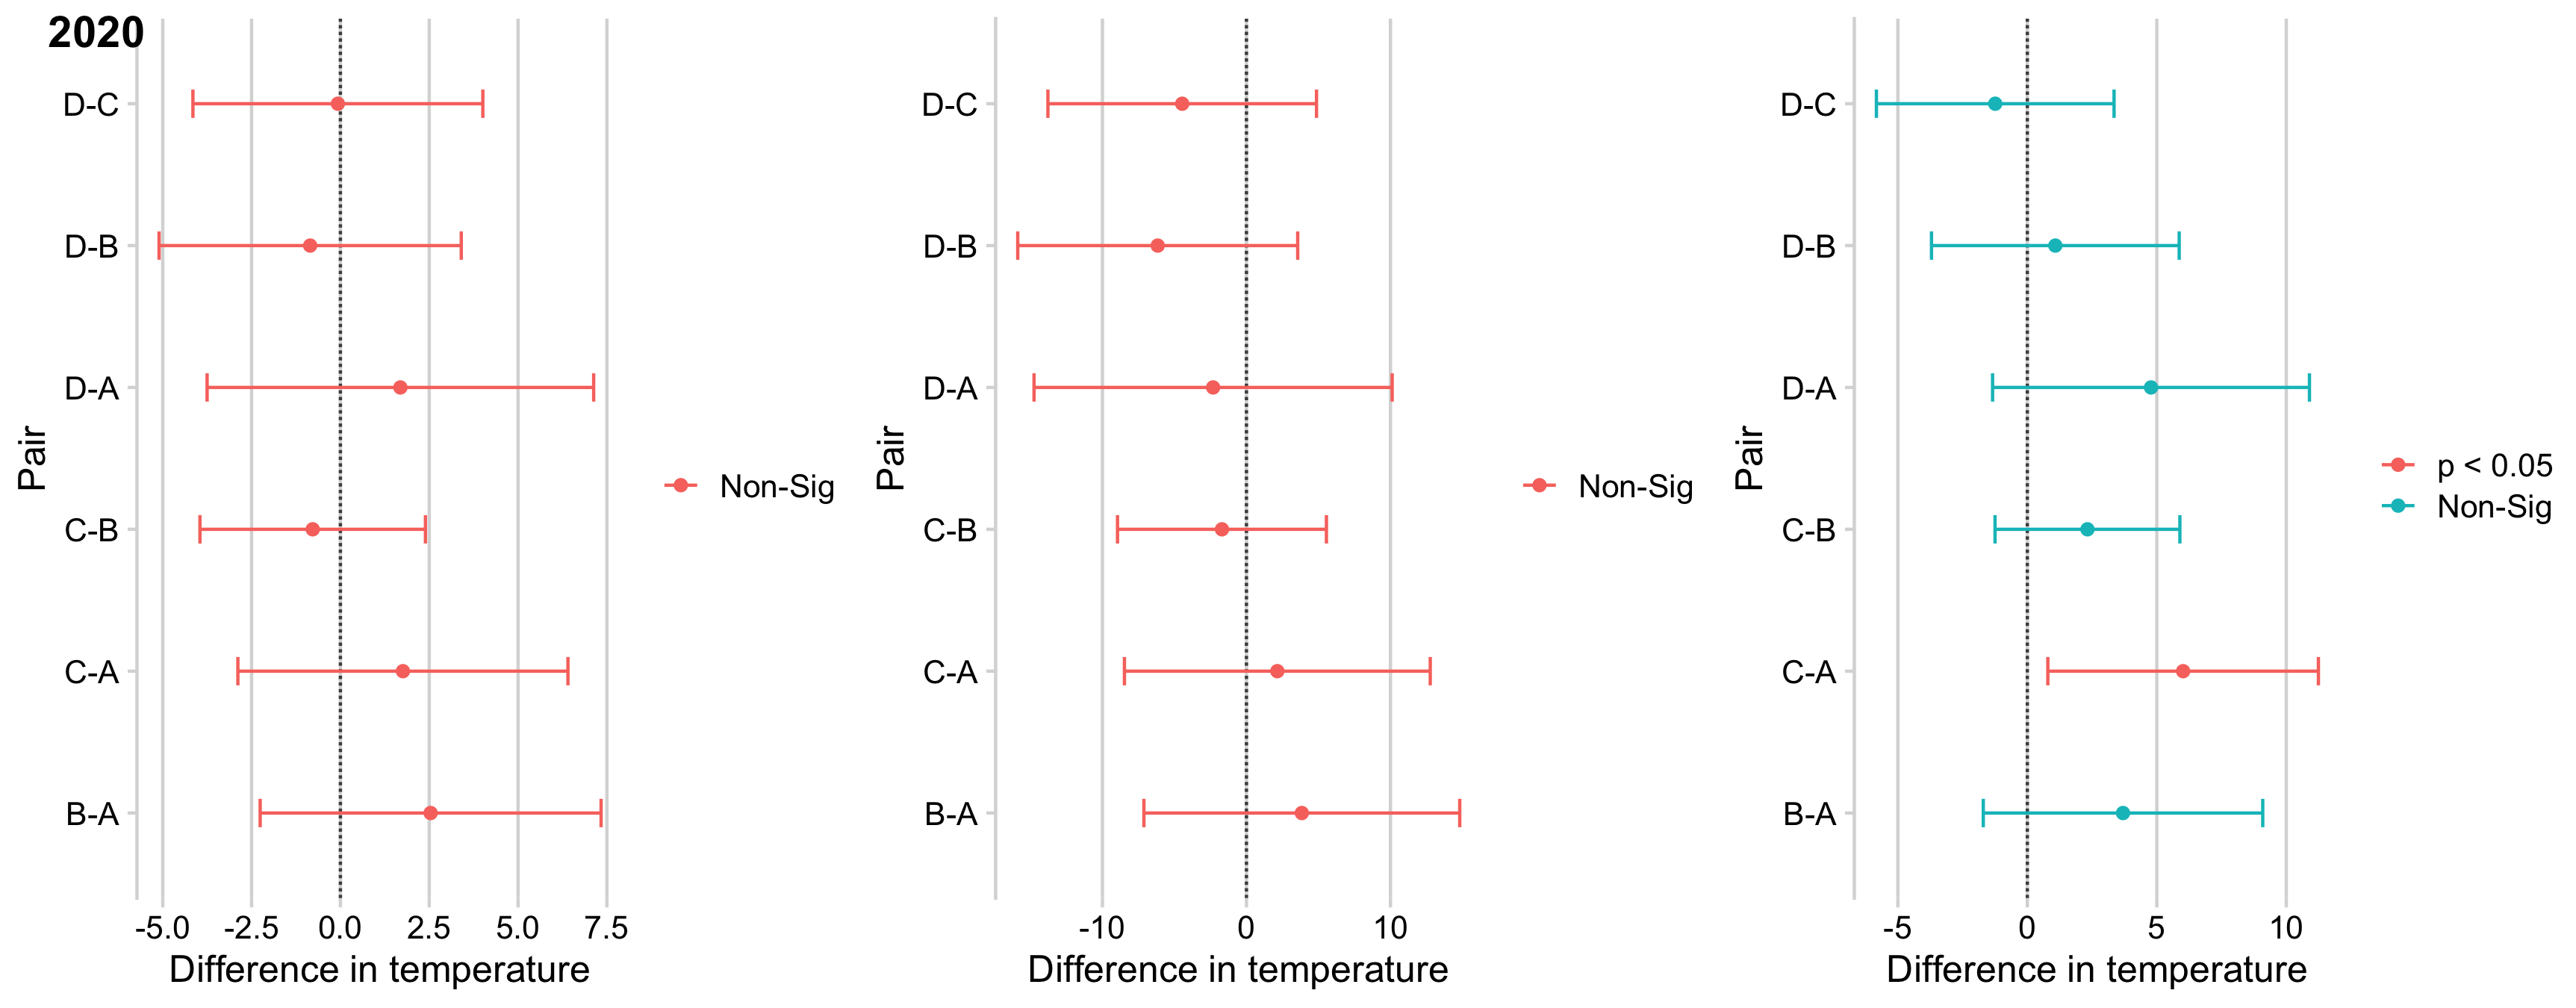 2020
D-C
D-B
D-A
C-B
C-A
B-A
Pair
-5.0 -2.5 0.0 2.5 5.0 7.5
Difference in temperature
Non-Sig
D-C
D-B
D-A
C-B
C-A
B-A
Pair
-10 0 10
Difference in temperature
Non-Sig
D-C
D-B
D-A
C-B
C-A
B-A
Pair
-5 0 5 10
Difference in temperature
p < 0.05
Non-Sig